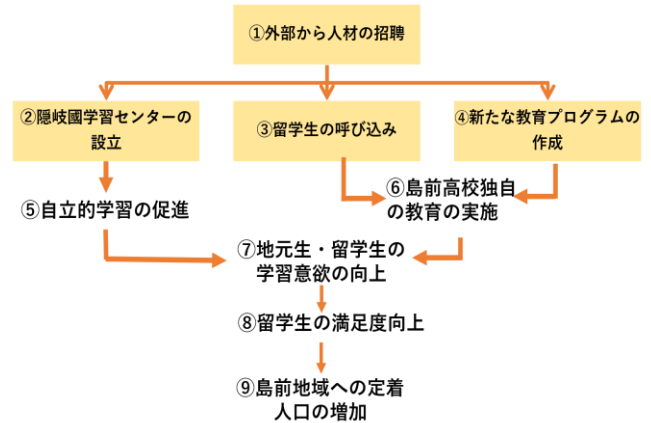 ①外部から人材の招聘
②隠岐國学習センターの
設立
③留学生の呼び込み
④新たな教育プログラムの
作成
⑤自立的学習の促進
⑥島前高校独自
の教育の実施
⑦地元生・留学生の
学習意欲の向上
⑧留学生の満足度向上
⑨島前地域への定着
人口の増加